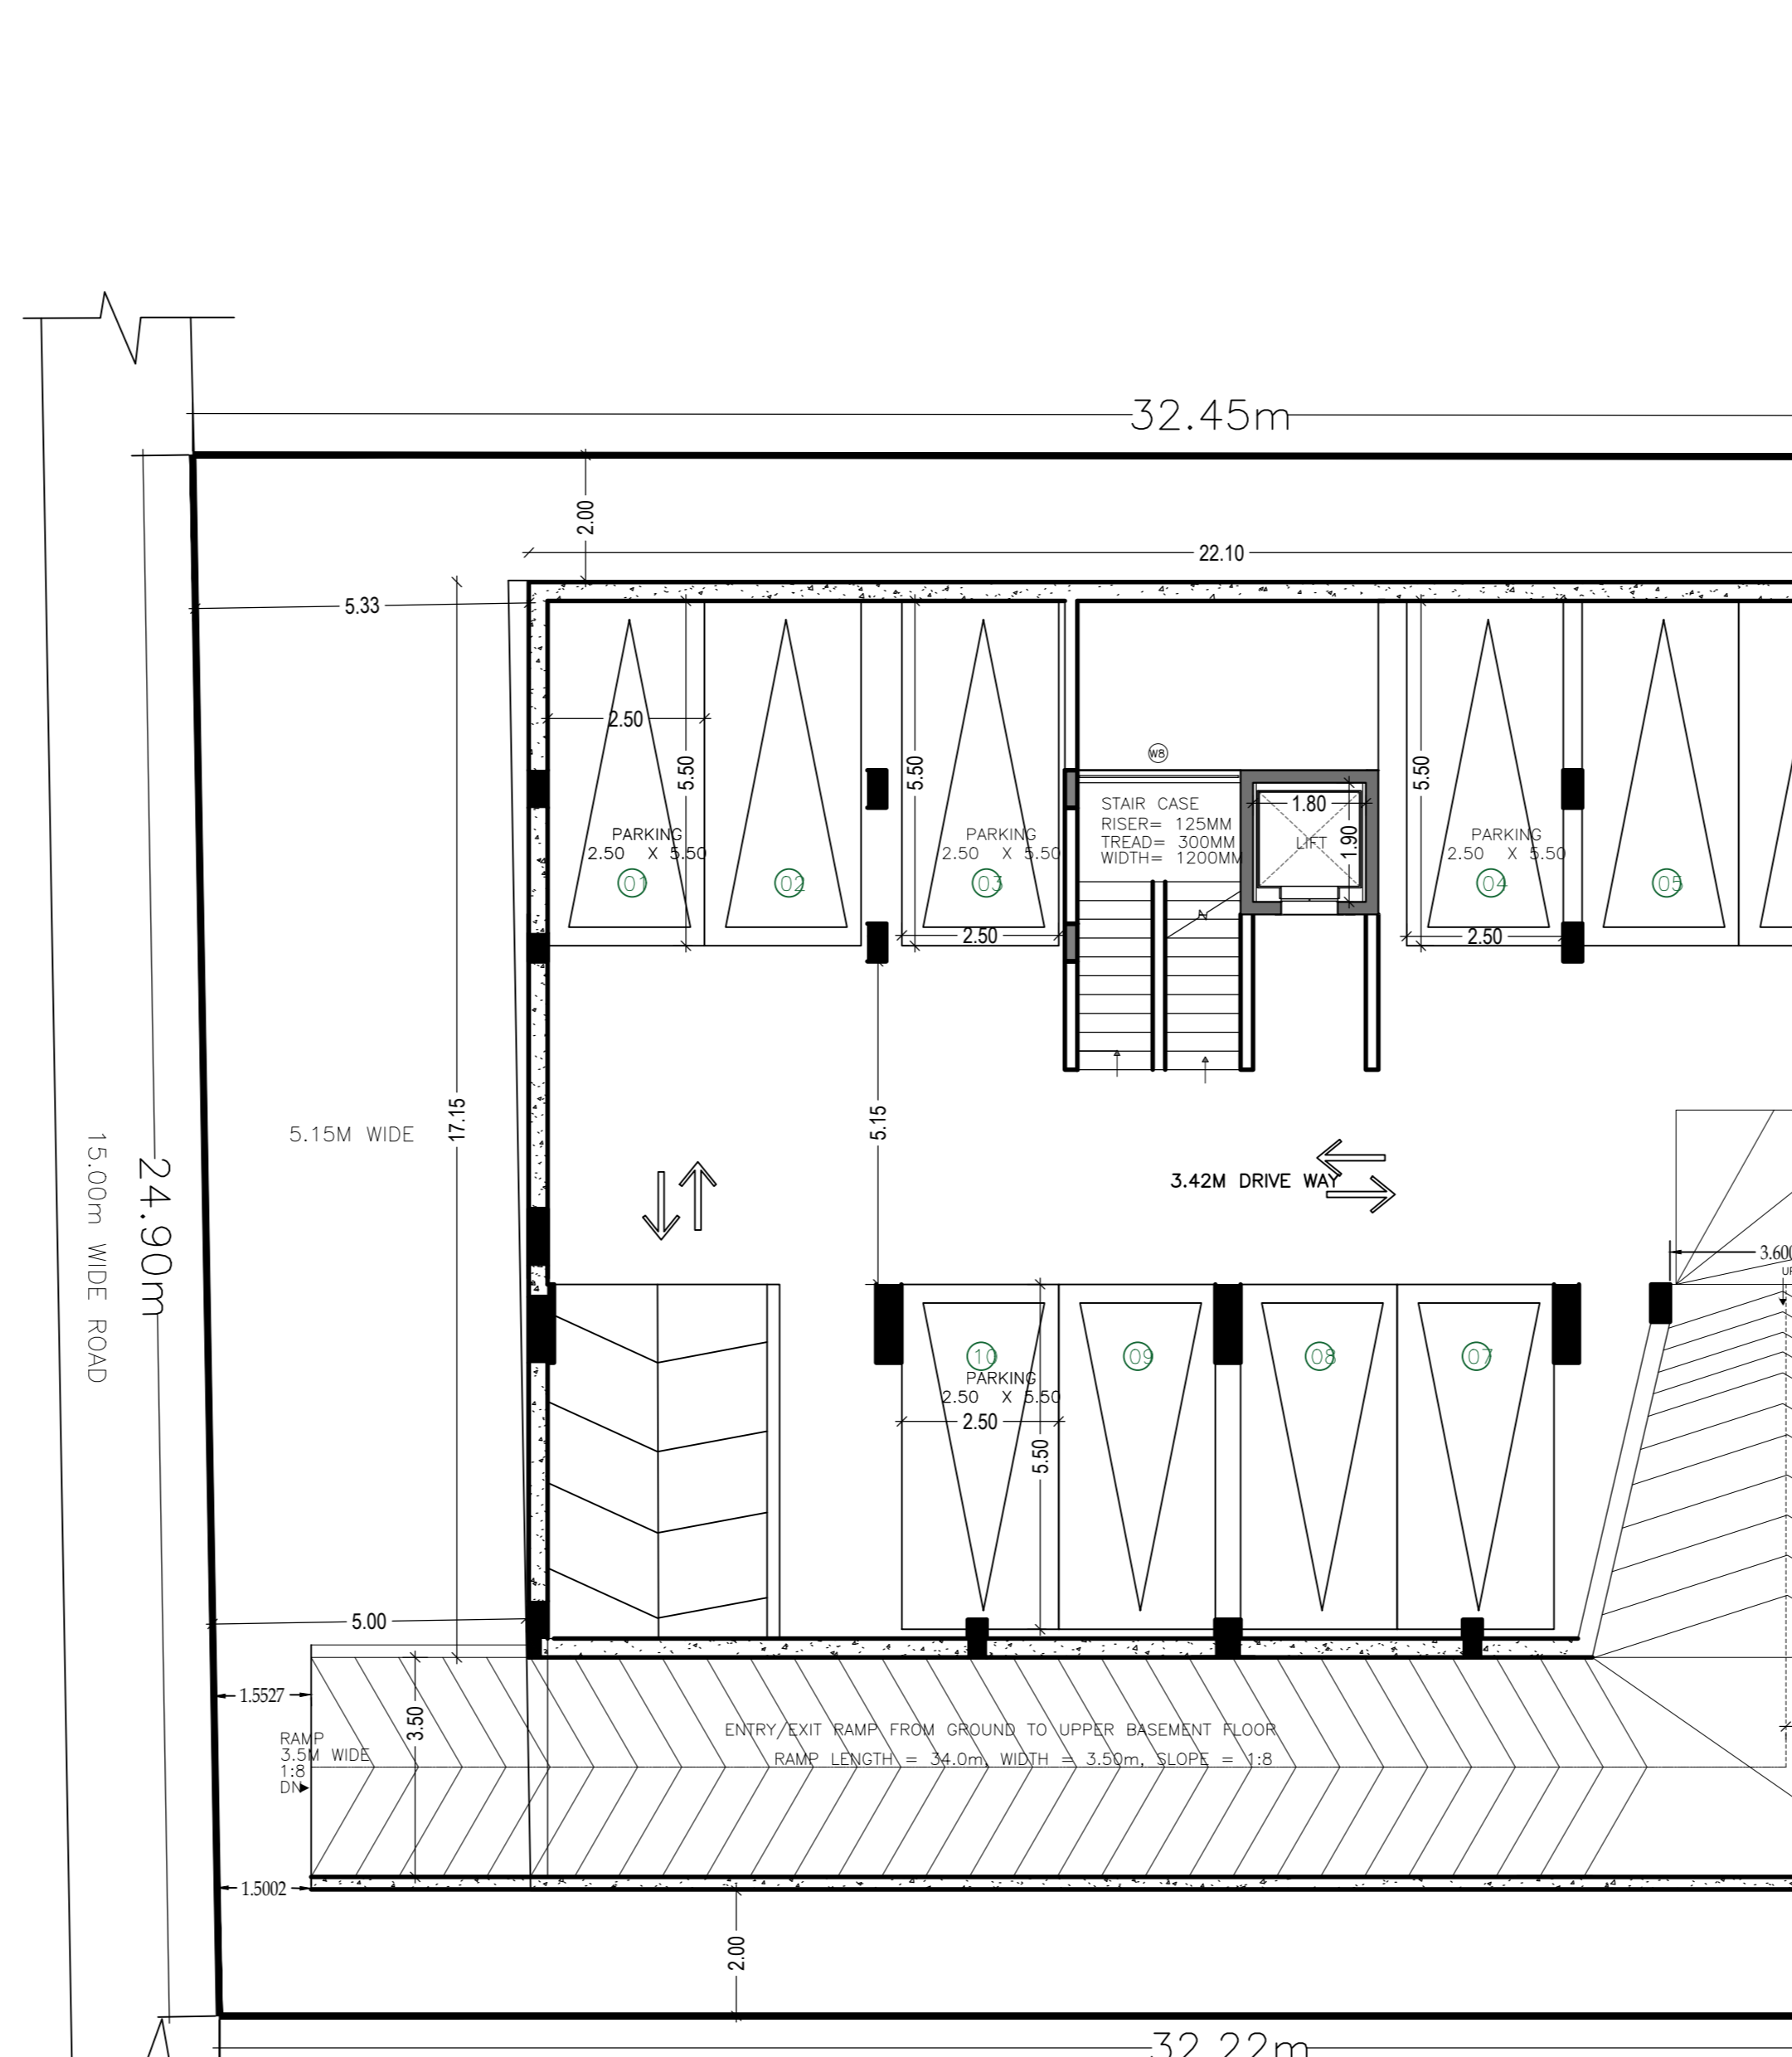 32.45m
2.00
22.10
5.33
2.50
5.50
5.50
5.50
W8
STAIR CASE
RISER= 125MM
TREAD= 300MM
WIDTH= 1200MM
1.80
1.90
LIFT
PARKING
2.50 X 5.50
01
02
PARKING
2.50 X 5.50
03
PARKING
2.50 X 5.50
04
05
2.50
2.50
5.15M WIDE
17.15
5.15
15.00m WIDE ROAD
24.90m
3.42M DRIVE WAY
3.600
10
09
08
07
PARKING
2.50 X 5.50
2.50
5.50
5.00
1.5527
3.50
RAMP
3.5M WIDE
1:8
DN
ENTRY/EXIT RAMP FROM GROUND TO UPPER BASEMENT FLOOR
RAMP LENGTH = 34.0m, WIDTH = 3.50m, SLOPE = 1:8
1.5002
2.00
32.22m